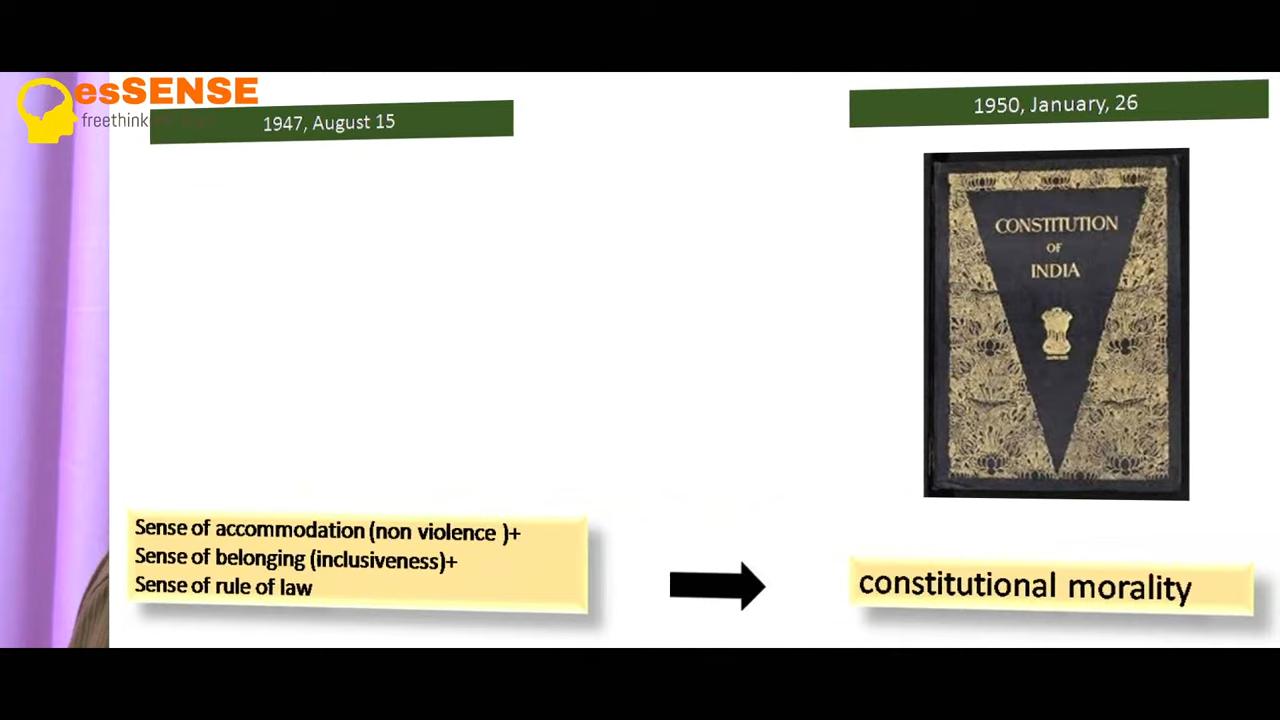 esSENSE
freethink
1947, August 15
1950, January, 26
CONSTITUTION
OF
INDIA
Sense of accommodation (non violence )+
Sense of belonging (inclusiveness)+
Sense of rule of law
constitutional morality